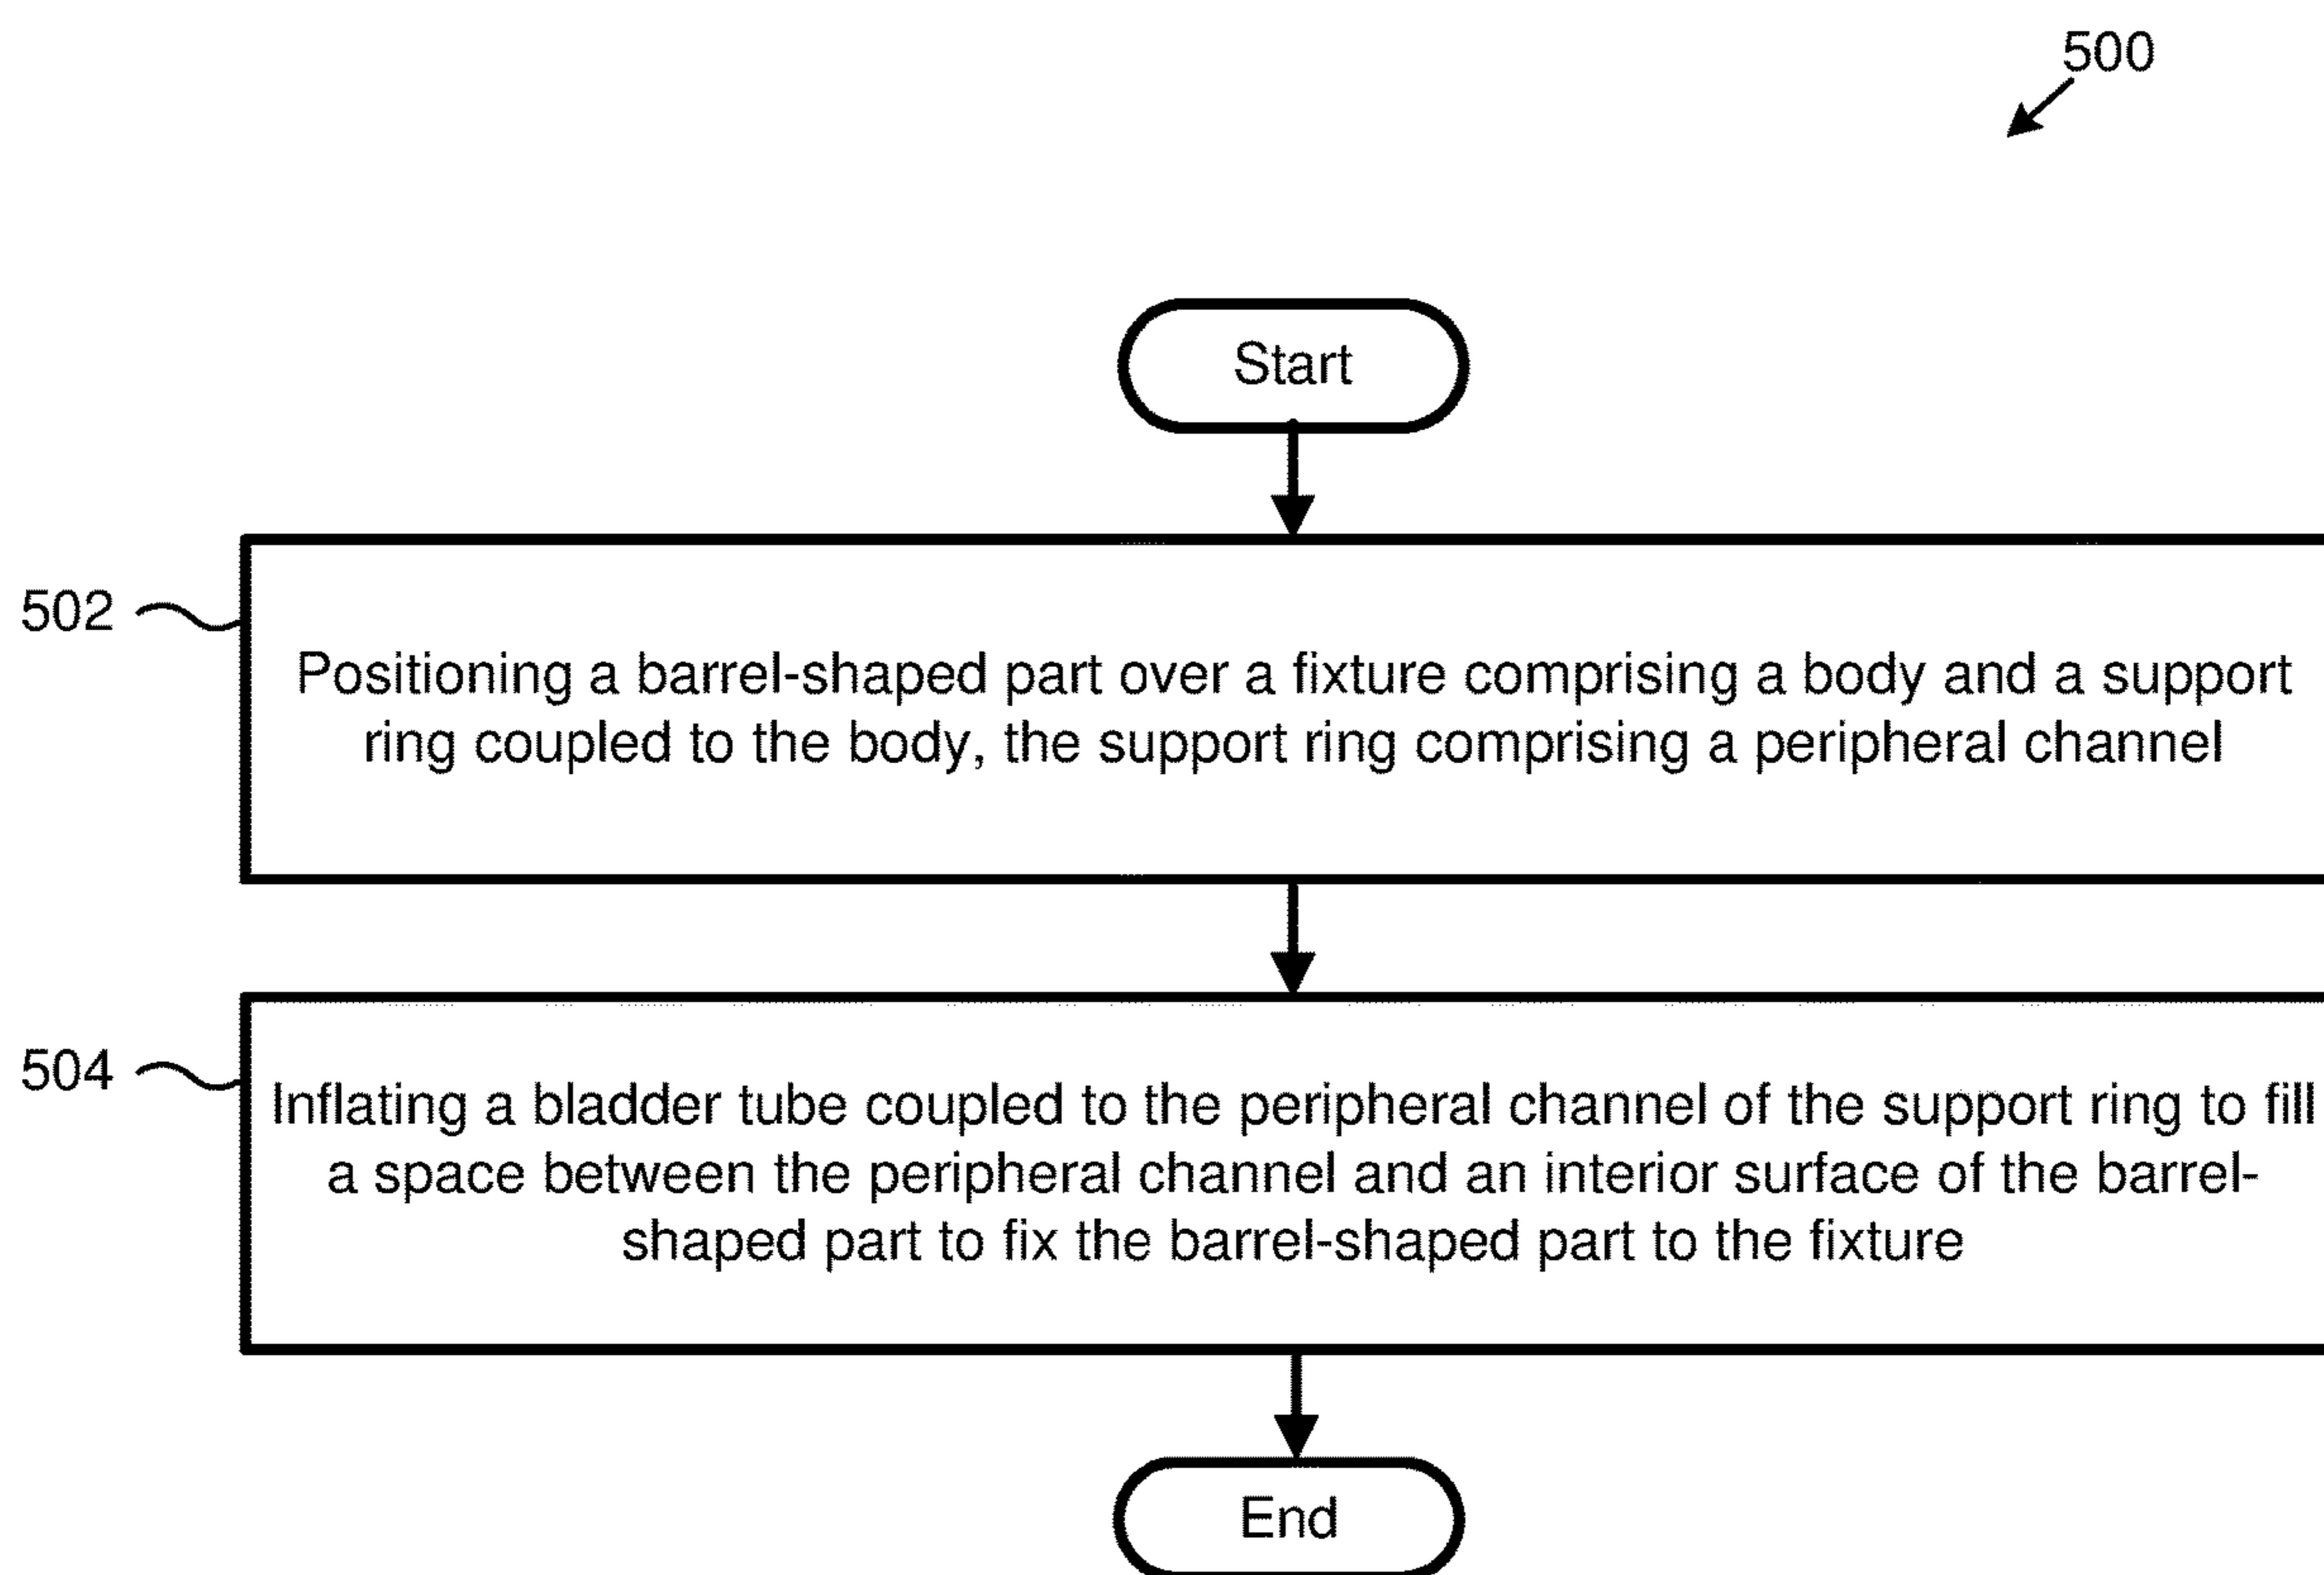 500
Start
502
Positioning a barrel-shaped part over a fixture comprising a body and a support
ring coupled to the body, the support ring comprising a peripheral channel
504
Inflating a bladder tube coupled to the peripheral channel of the support ring to fill
a space between the peripheral channel and an interior surface of the barrel-
shaped part to fix the barrel-shaped part to the fixture
End